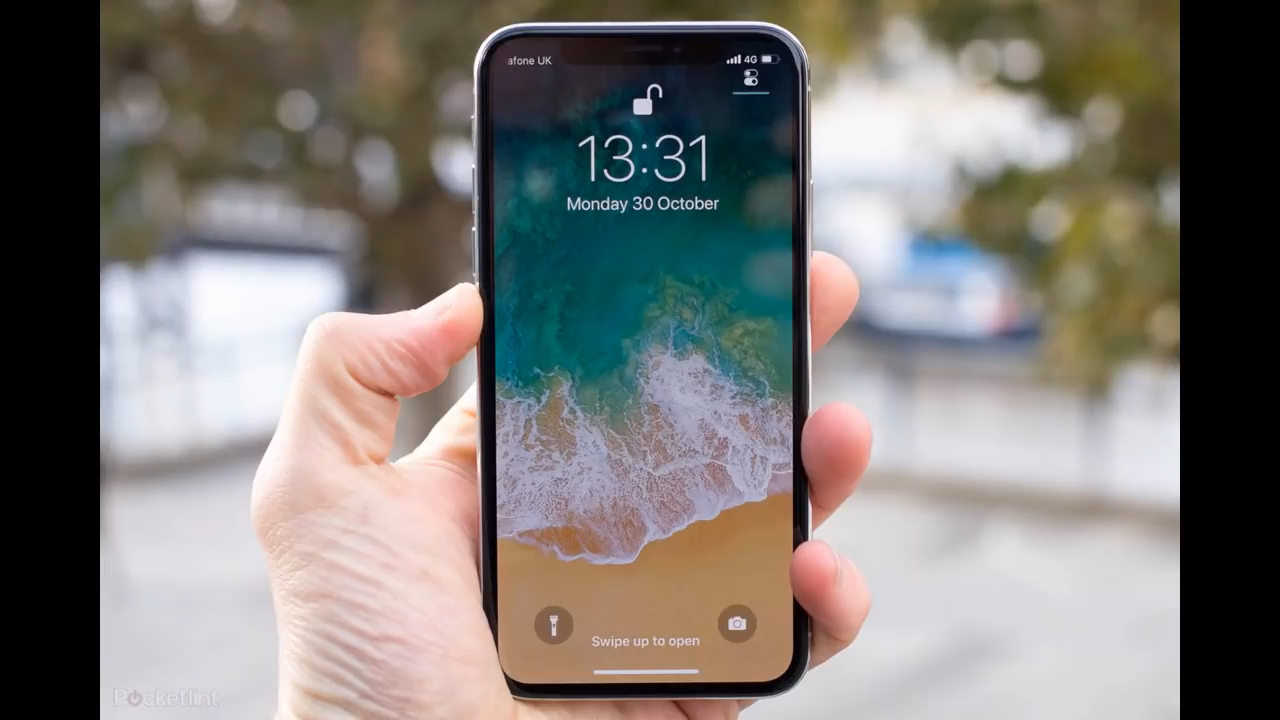 afone UK
4G
13:31
Monday 30 October
Swipe up to open
Pocketlint